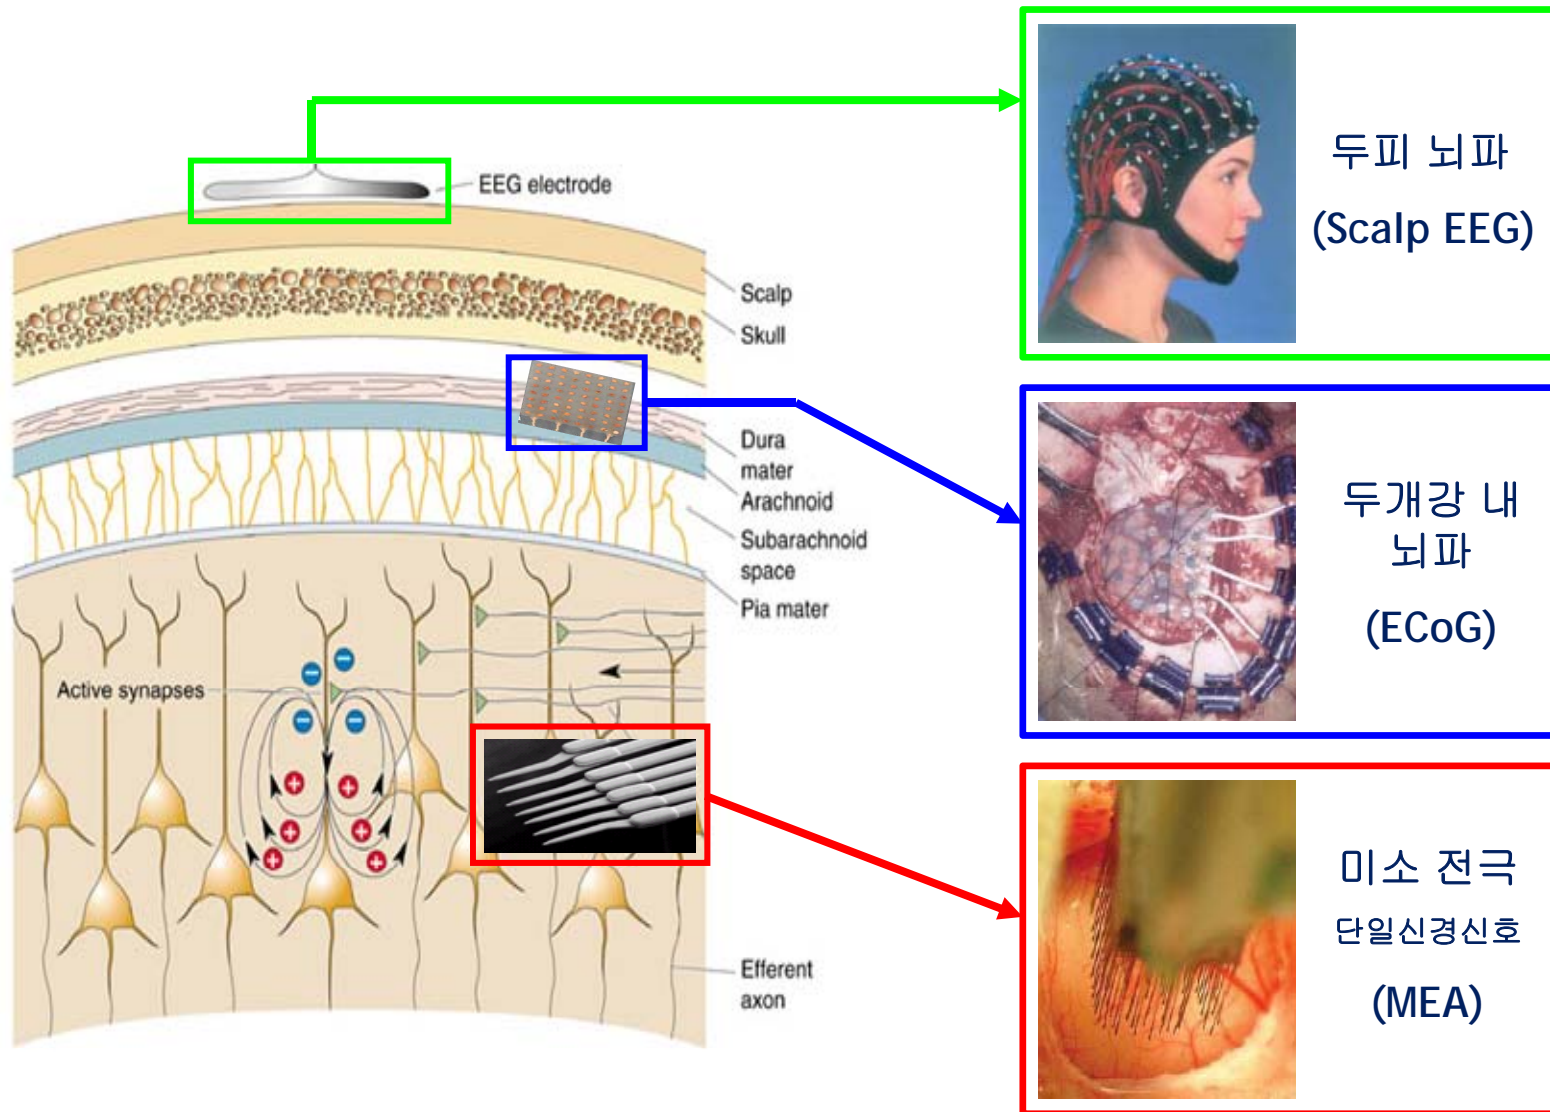 EEG electrode
Scalp
Skull
Dura
mater
Arachnoid
Subarachnoid
space
Pia mater
Active synapses
Efferent
axon
두피 뇌파
(Scalp EEG)
두개강 내
뇌파
(ECoG)
미소 전극
단일신경신호
(MEA)